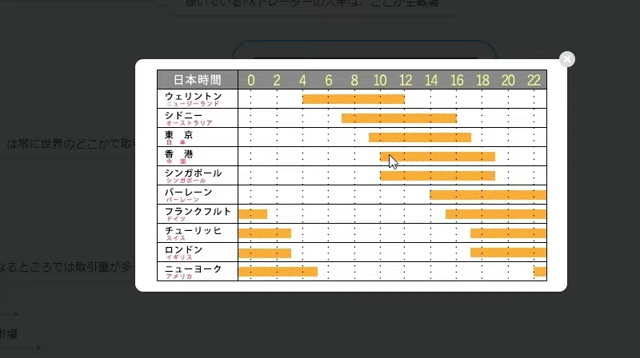 稼いでいるFXトレーダーの大半は、ここが主戦場
日本時間 0 2 4 6 8 10 12 14 16 18 20 22
ウェリントン
ニュージーランド
シドニー
オーストラリア
東 京
日 本
は常に世界のどこかで取
香 港
中 国
シンガポール
シンガポール
バーレーン
バーレーン
フランクフルト
ドイツ
チューリッヒ
スイス
ロンドン
イギリス
なるところでは取引量が多
ニューヨーク
アメリカ
市場